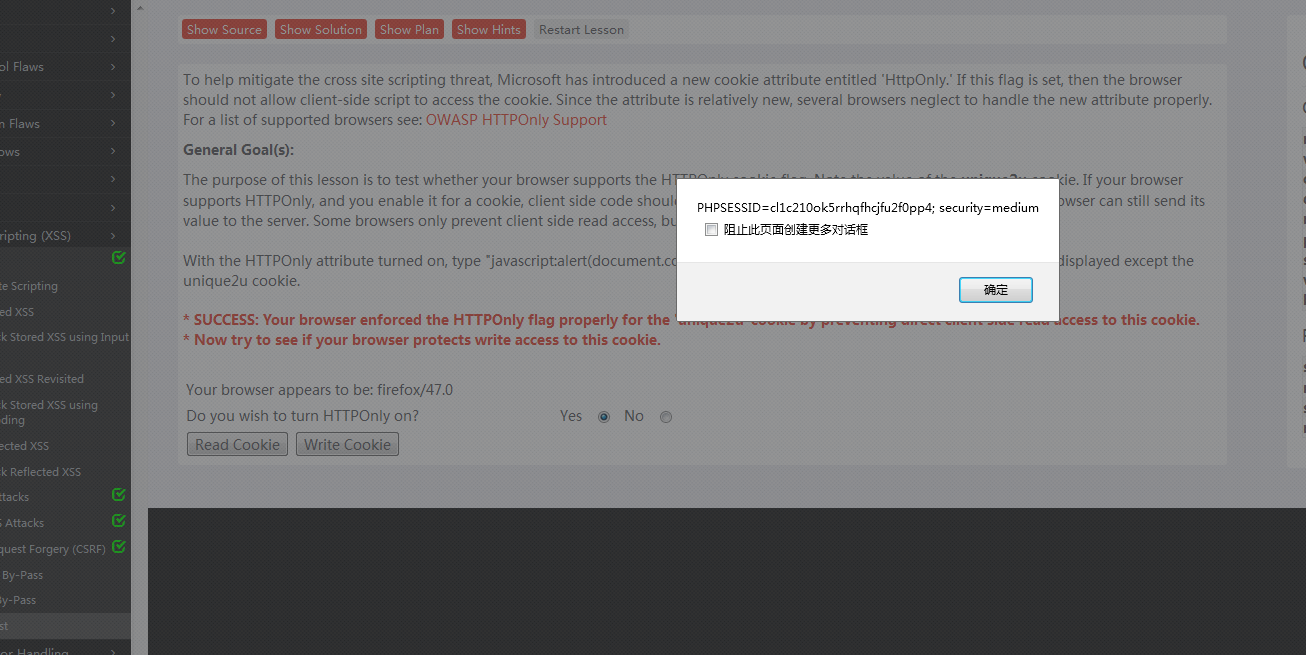 Show Source Show Solution Show Plan Show Hints Restart Lesson
To help mitigate the cross site scripting threat, Microsoft has introduced a new cookie attribute entitled 'HttpOnly.' If this flag is set, then the browser
should not allow client-side script to access the cookie. Since the attribute is relatively new, several browsers neglect to handle the new attribute properly.
For a list of supported browsers see: OWASP HTTPOnly Support
General Goal(s):
The purpose of this lesson is to test whether your browser supports the HTTPOnly cookie flag. Note the value of the unique2u cookie. If your browser
supports HTTPOnly, and you enable it for a cookie, client side code shoul browser can still send its
value to the server. Some browsers only prevent client side read access, bu
With the HTTPOnly attribute turned on, type "javascript:alert(document.co displayed except the
unique2u cookie.
* SUCCESS: Your browser enforced the HTTPOnly flag properly for the 'unique2u' cookie by preventing direct client side read access to this cookie.
* Now try to see if your browser protects write access to this cookie.
Your browser appears to be: firefox/47.0
Do you wish to turn HTTPOnly on? Yes No
Read Cookie Write Cookie
PHPSESSID=cl1c210ok5rrhqfhcjfu2f0pp4; security=medium
阻止此页面创建更多对话框
确定
ol Flaws
n Flaws
ows
ripting (XSS)
te Scripting
ed XSS
ck Stored XSS using Input
ed XSS Revisited
ck Stored XSS using
ding
ected XSS
ck Reflected XSS
ttacks
S Attacks
quest Forgery (CSRF)
By-Pass
By-Pass
st
or Handling